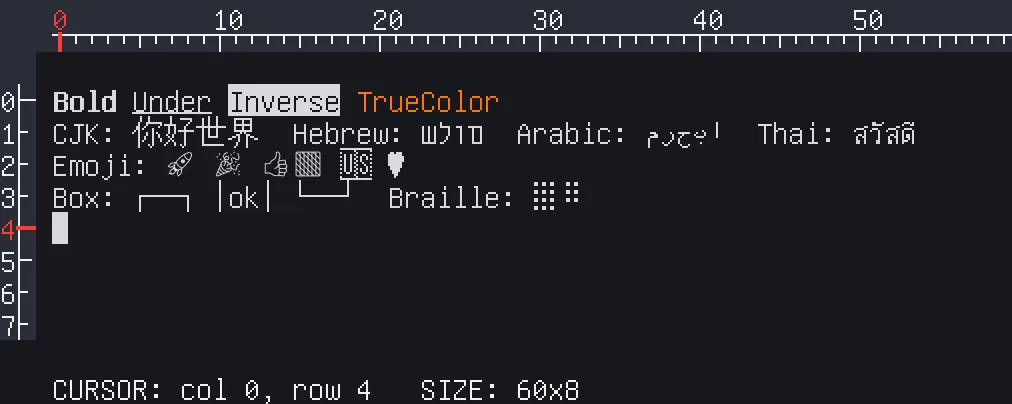 0 10 20 30 40 50
0 Bold Under Inverse TrueColor
1 CJK: 你好世界 Hebrew: שלום Arabic: مرحبا Thai: สวัสดี
2 Emoji: 🚀 🎉 👍▨ 🇺🇸 ♥
3 Box: ┌──┐ │ok│ └──┘ Braille: ⣿⡇⠛
4
5
6
7
CURSOR: col 0, row 4 SIZE: 60x8